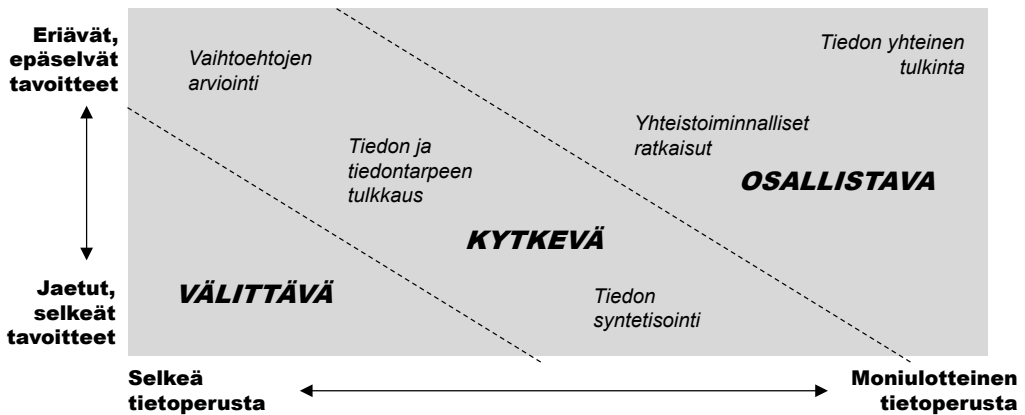 Eriävät,
epäselvät
tavoitteet
Vaihtoehtojen
arviointi
Tiedon yhteinen
tulkinta
Tiedon ja
tiedontarpeen
tulkkaus
Yhteistoiminnalliset
ratkaisut
OSALLISTAVA
KYTKEVÄ
Jaetut,
selkeät
tavoitteet
VÄLITTÄVÄ
Tiedon
syntetisointi
Selkeä
tietoperusta
Moniulotteinen
tietoperusta